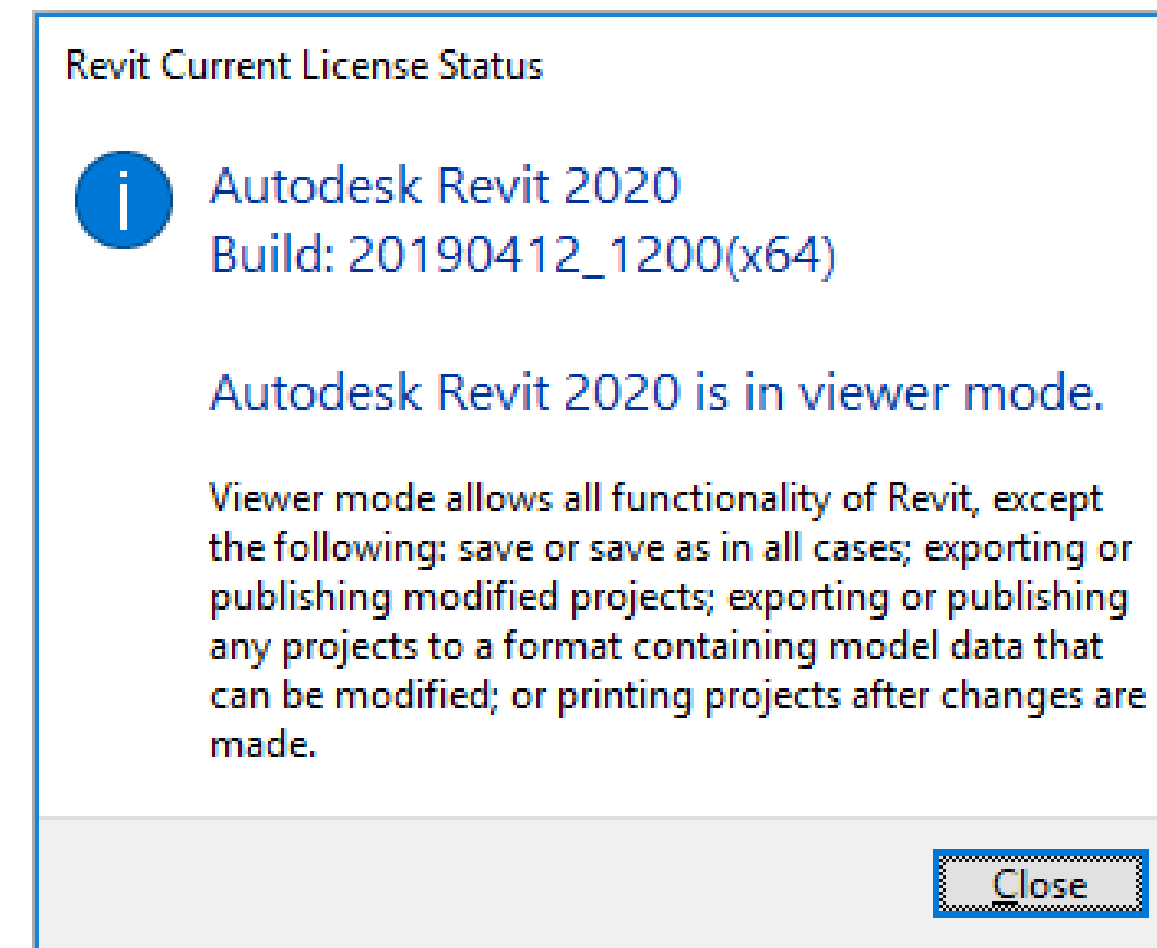 Revit Current License Status
Autodesk Revit 2020
Build: 20190412_1200(x64)
Autodesk Revit 2020 is in viewer mode.
Viewer mode allows all functionality of Revit, except
the following: save or save as in all cases; exporting or
publishing modified projects; exporting or publishing
any projects to a format containing model data that
can be modified; or printing projects after changes are
made.
Close